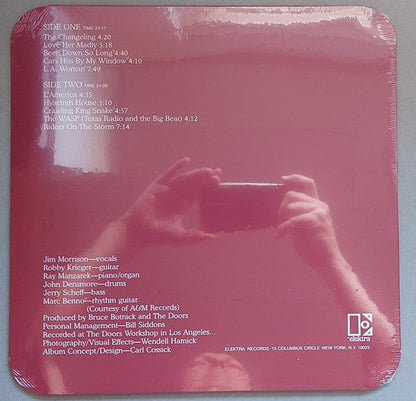 SIDE ONE TIME 24:17
The Changeling 4:20
Love Her Madly 3:18
Been Down So Long 4:40
Cars Hiss By My Window 4:10
L.A. Woman 7:49
SIDE TWO TIME 24:08
L'America 4:35
Hyacinth House 3:10
Crawling King Snake 4:57
The WASP (Texas Radio and the Big Beat) 4:12
Riders On The Storm 7:14
Jim Morrison—vocals
Robby Krieger—guitar
Ray Manzarek—piano/organ
John Densmore—drums
Jerry Scheff—bass
Marc Benno—rhythm guitar
(Courtesy of A&M Records)
Produced by Bruce Botnick and The Doors
Personal Management—Bill Siddons
Recorded at The Doors Workshop in Los Angeles...
Photography/Visual Effects—Wendell Hamick
Album Concept/Design—Carl Cossick
elektra
ELEKTRA RECORDS · 15 COLUMBUS CIRCLE · NEW YORK, N.Y. 10023